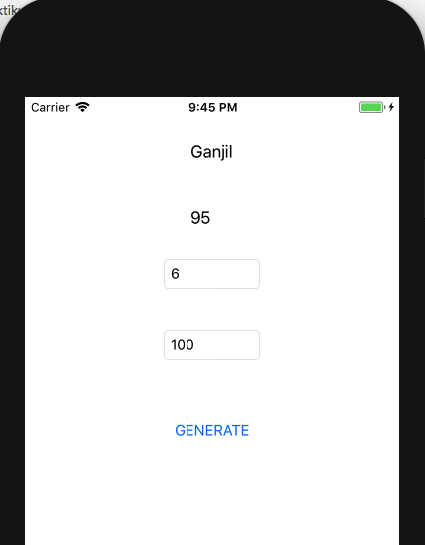 Carrier 9:45 PM
Ganjil
95
6
100
GENERATE